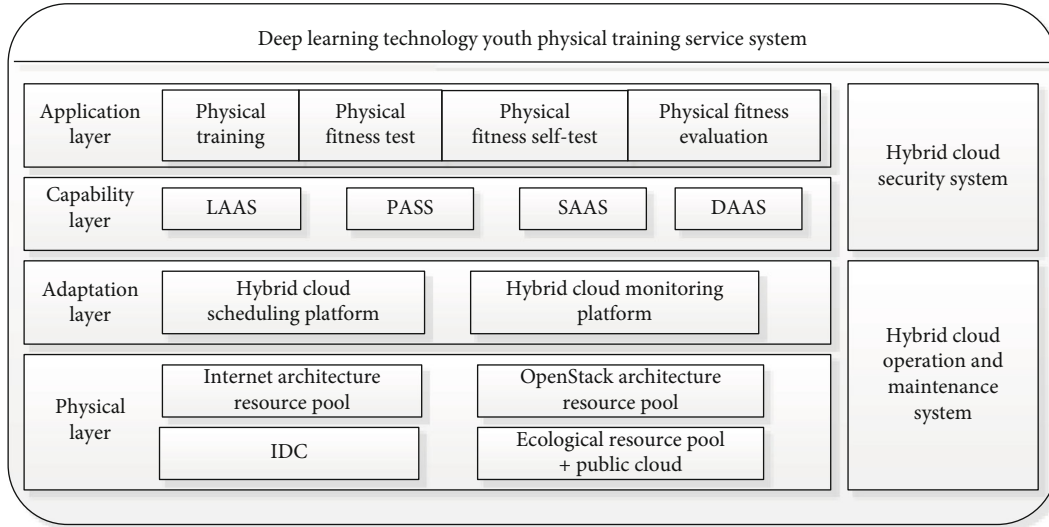 Deep learning technology youth physical training service system
Application
layer
Physical
training
Physical
fitness test
Physical
fitness self-test
Physical fitness
evaluation
Capability
layer
LAAS
PASS
SAAS
DAAS
Adaptation
layer
Hybrid cloud
scheduling platform
Hybrid cloud monitoring
platform
Physical
layer
Internet architecture
resource pool
OpenStack architecture
resource pool
IDC
Ecological resource pool
+ public cloud
Hybrid cloud
security system
Hybrid cloud
operation and
maintenance
system